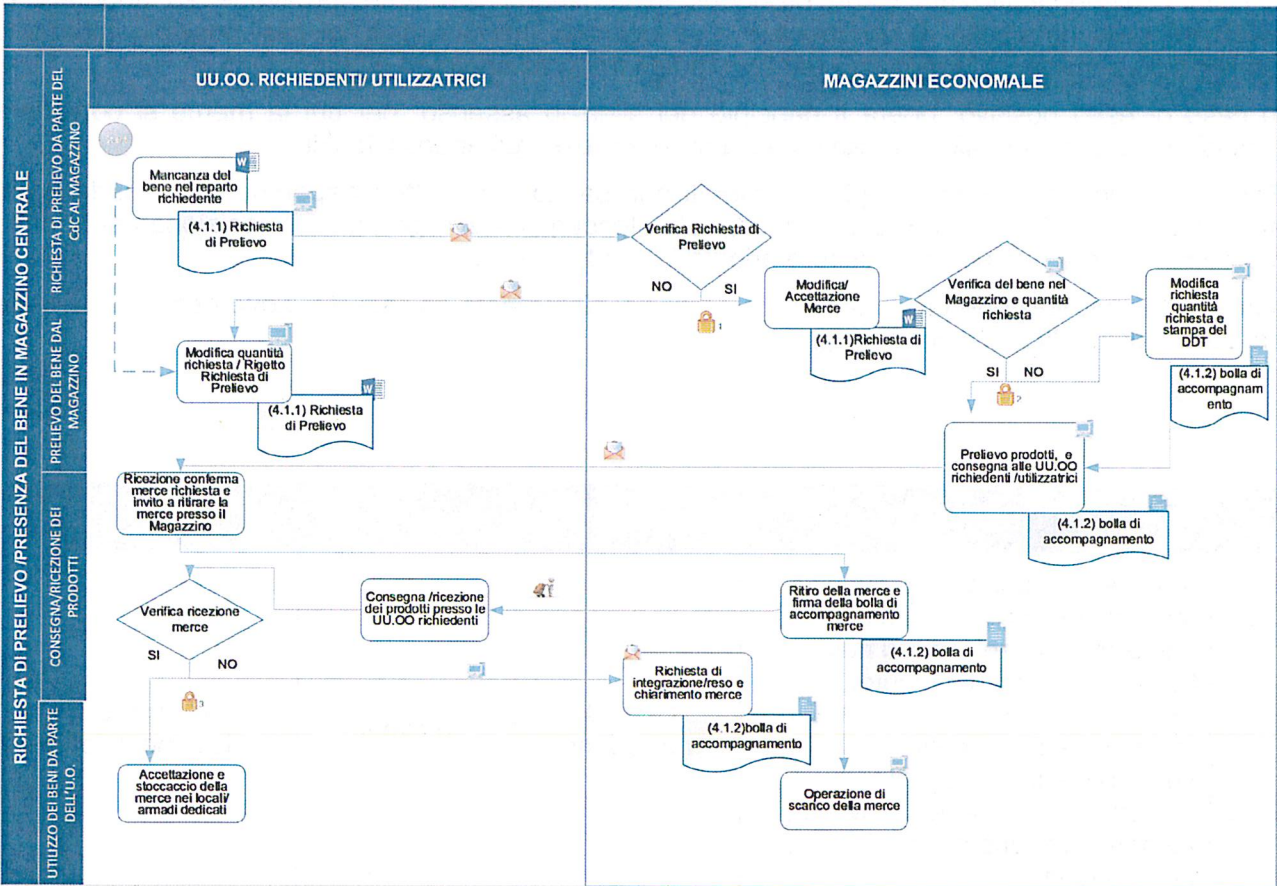 RICHIESTA DI PRELIEVO /PRESENZA DEL BENE IN MAGAZZINO CENTRALE
UU.OO. RICHIEDENTI/ UTILIZZATRICI
MAGAZZINI ECONOMALE
RICHIESTA DI PRELIEVO DA PARTE DEL
CdC AL MAGAZZINO
Mancanza del
bene nel reparto
richiedente
(4.1.1) Richiesta
di Prelievo
Verifica Richiesta di
Prelievo
NO
SI
1
Modifica/
Accettazione
Merce
(4.1.1)Richiesta di
Prelievo
Verifica del bene nel
Magazzino e quantità
richiesta
SI
NO
2
Modifica
richiesta
quantità
richiesta e
stampa del
DDT
(4.1.2) bolla di
accompagnam
ento
PRELIEVO DEL BENE DAL
MAGAZZINO
Modifica quantità
richiesta / Rigetto
Richiesta di
Prelievo
(4.1.1) Richiesta
di Prelievo
Prelievo prodotti, e
consegna alle UU.OO
richiedenti /utilizzatrici
(4.1.2) bolla di
accompagnamento
CONSEGNA/RICEZIONE DEI
PRODOTTI
Ricezione conferma
merce richiesta e
invito a ritirare la
merce presso il
Magazzino
Verifica ricezione
merce
SI
NO
3
Consegna /ricezione
dei prodotti presso le
UU.OO richiedenti
Ritiro della merce e
firma della bolla di
accompagnamento
merce
(4.1.2) bolla di
accompagnamento
Richiesta di
integrazione/reso e
chiarimento merce
(4.1.2)bolla di
accompagnamento
UTILIZZO DEI BENI DA PARTE
DELL'U.O.
Accettazione e
stoccaccio della
merce nei locali/
armadi dedicati
Operazione di
scarico della merce